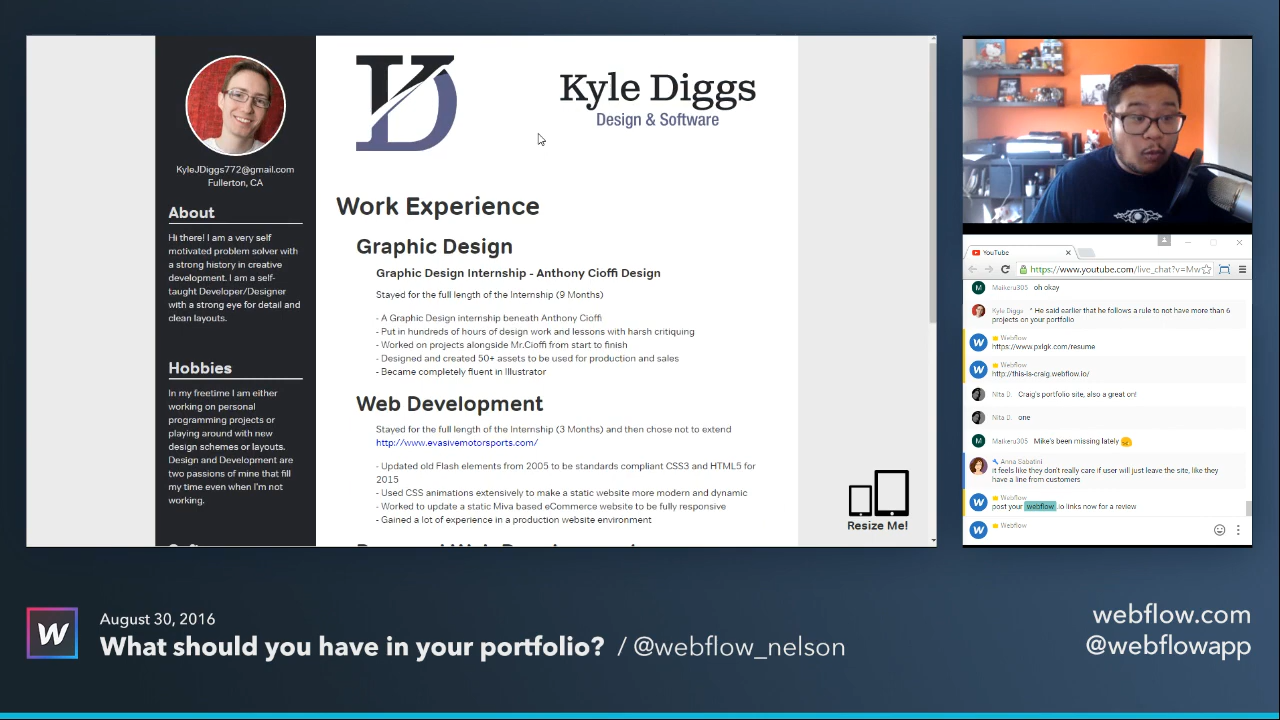 KyleJDiggs772@gmail.com
Fullerton, CA
About
Hi there! I am a very self
motivated problem solver with
a strong history in creative
development. I am a self-
taught Developer/Designer
with a strong eye for detail and
clean layouts.
Hobbies
In my freetime I am either
working on personal
programming projects or
playing around with new
design schemes or layouts.
Design and Development are
two passions of mine that fill
my time even when I'm not
working.
KD
Kyle Diggs
Design & Software
Work Experience
Graphic Design
Graphic Design Internship - Anthony Cioffi Design
Stayed for the full length of the Internship (9 Months)
- A Graphic Design internship beneath Anthony Cioffi
- Put in hundreds of hours of design work and lessons with harsh critiquing
- Worked on projects alongside Mr.Cioffi from start to finish
- Designed and created 50+ assets to be used for production and sales
- Became completely fluent in Illustrator
Web Development
Stayed for the full length of the Internship (3 Months) and then chose not to extend
http://www.evasivemotorsports.com/
- Updated old Flash elements from 2005 to be standards compliant CSS3 and HTML5 for
2015
- Used CSS animations extensively to make a static website more modern and dynamic
- Worked to update a static Miva based eCommerce website to be fully responsive
- Gained a lot of experience in a production website environment
Resize Me!
YouTube
https://www.youtube.com/live_chat?v=Mw
M Maikeru305 oh okay
Kyle Diggs ^ He said earlier that he follows a rule to not have more than 6
projects on your portfolio
W Webflow
https://www.pxlgk.com/resume
W Webflow
http://this-is-craig.webflow.io/
Nita D. Craig's portfolio site, also a great on!
Nita D. one
M Maikeru305 Mike's been missing lately
Anna Sabatini
it feels like they don't really care if user will just leave the site, like they
have a line from customers
W Webflow
post your webflow.io links now for a review
W Webflow
W
August 30, 2016
What should you have in your portfolio? / @webflow_nelson
webflow.com
@webflowapp